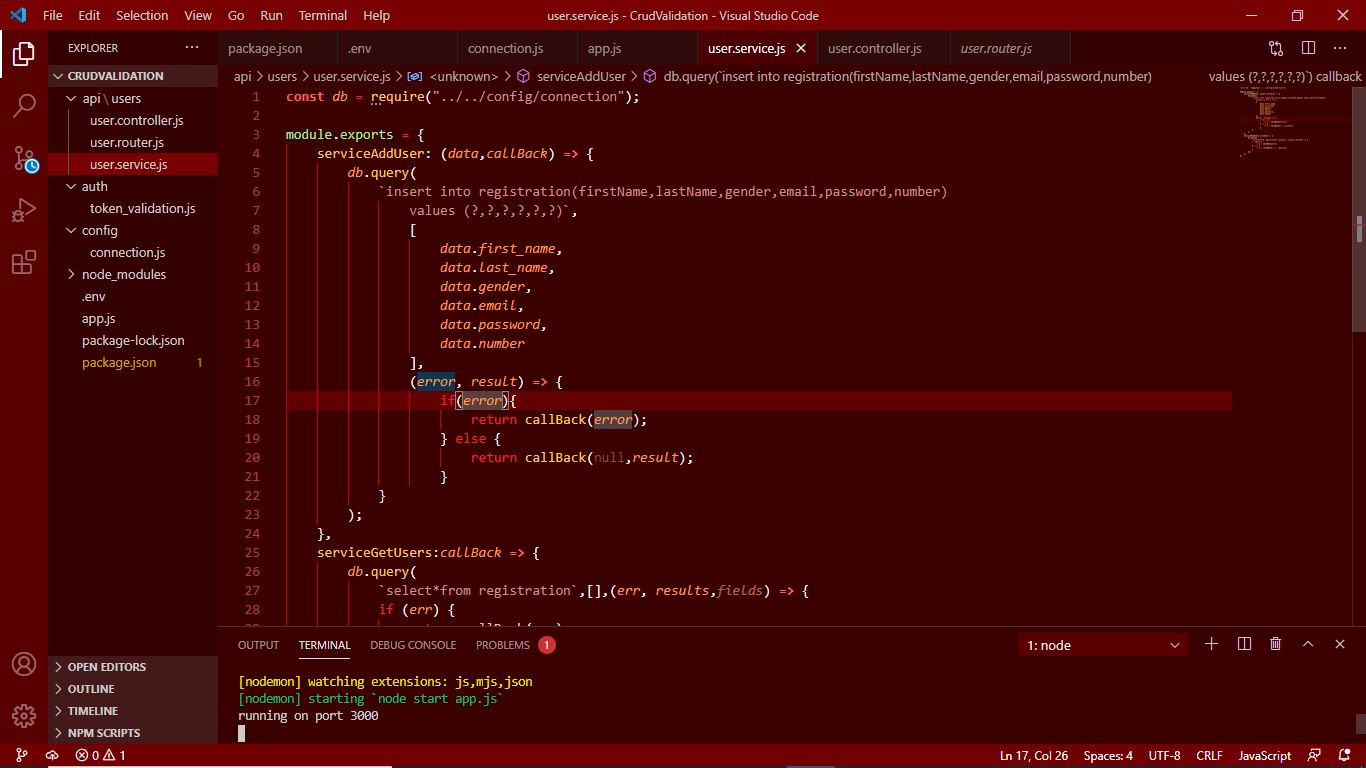 File Edit Selection View Go Run Terminal Help user.service.js - CrudValidation - Visual Studio Code
EXPLORER package.json .env connection.js app.js user.service.js user.controller.js user.router.js
CRUDVALIDATION
api \ users
user.controller.js
user.router.js
user.service.js
auth
token_validation.js
config
connection.js
node_modules
.env
app.js
package-lock.json
package.json 1
OPEN EDITORS
OUTLINE
TIMELINE
NPM SCRIPTS
api > users > user.service.js > <unknown> > serviceAddUser > db.query(`insert into registration(firstName,lastName,gender,email,password,number) values (?,?,?,?,?,?)`) callback
1 const db = require("../../config/connection");
2
3 module.exports = {
4 serviceAddUser: (data,callBack) => {
5 db.query(
6 `insert into registration(firstName,lastName,gender,email,password,number)
7 values (?,?,?,?,?,?)`,
8 [
9 data.first_name,
10 data.last_name,
11 data.gender,
12 data.email,
13 data.password,
14 data.number
15 ],
16 (error, result) => {
17 if(error){
18 return callBack(error);
19 } else {
20 return callBack(null,result);
21 }
22 }
23 );
24 },
25 serviceGetUsers:callBack => {
26 db.query(
27 `select*from registration`,[],(err, results,fields) => {
28 if (err) {
OUTPUT TERMINAL DEBUG CONSOLE PROBLEMS 1 1: node
[nodemon] watching extensions: js,mjs,json
[nodemon] starting `node start app.js`
running on port 3000
0 1 Ln 17, Col 26 Spaces: 4 UTF-8 CRLF JavaScript